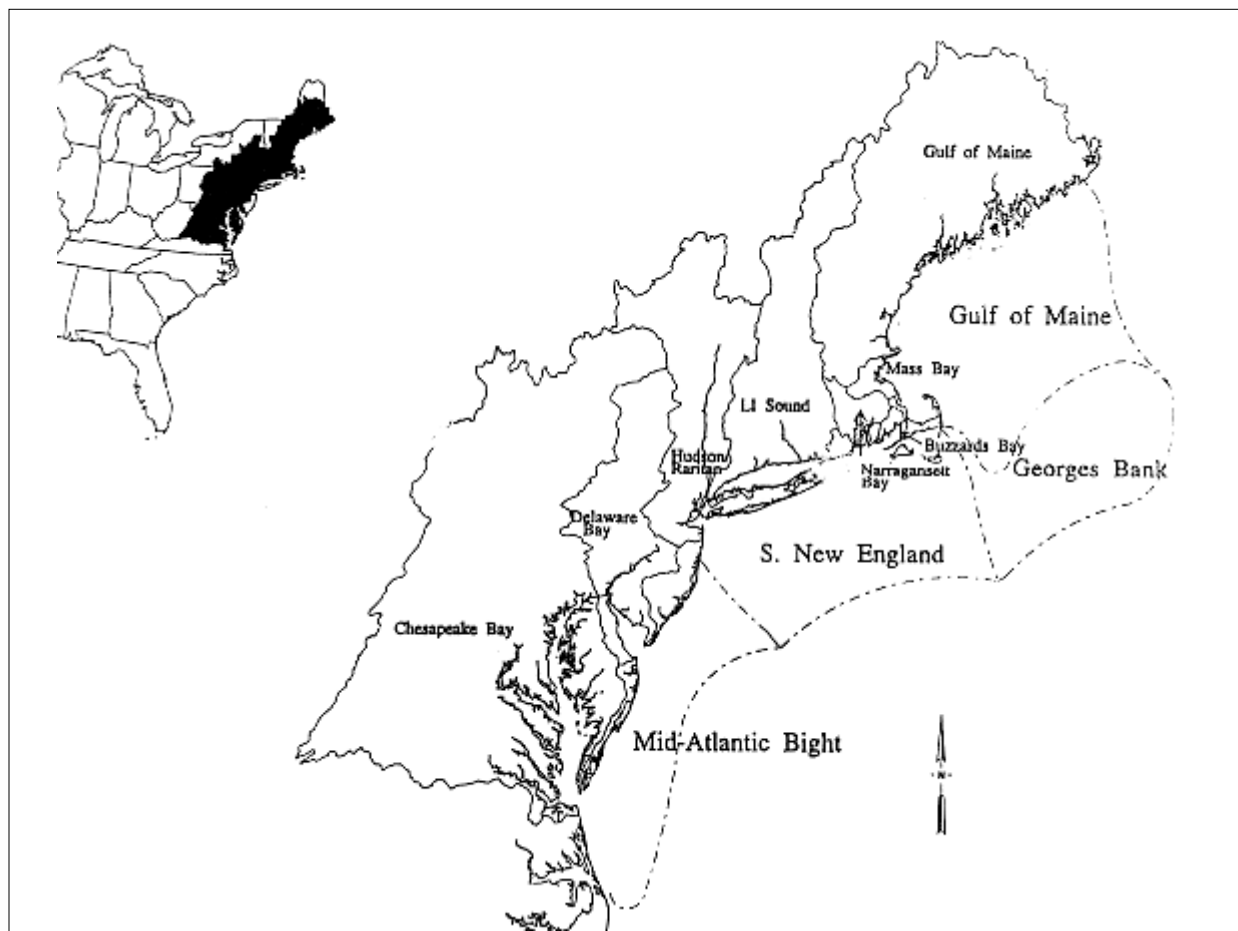 Gulf of Maine
Gulf of Maine
Mass Bay
LI Sound
Buzzards Bay
Hudson/
Raritan
Narragansett
Bay
Georges Bank
Delaware
Bay
S. New England
Chesapeake Bay
Mid-Atlantic Bight
N